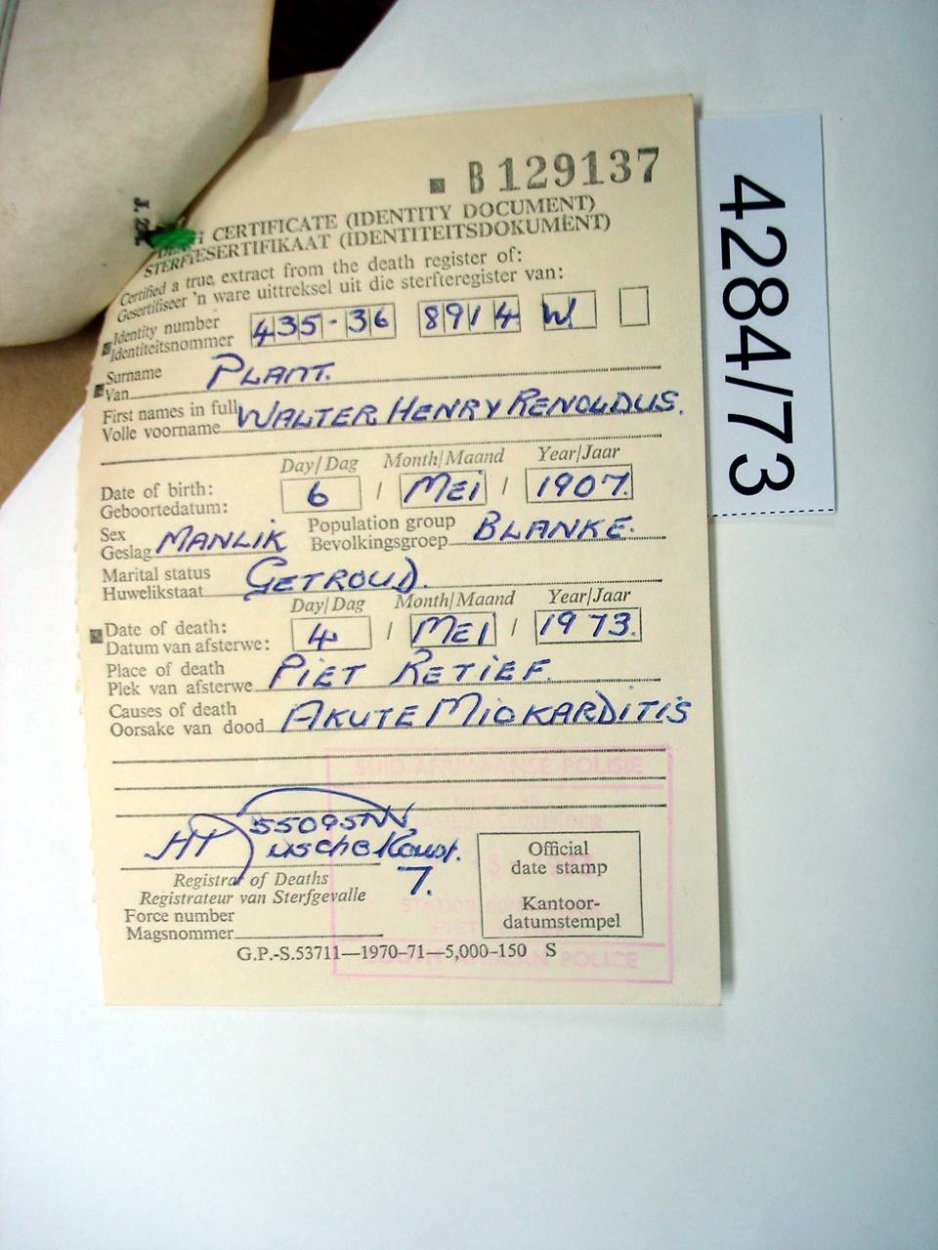 B 129137
4284/73
DEATH CERTIFICATE (IDENTITY DOCUMENT)
STERFTESERTIFIKAAT (IDENTITEITSDOKUMENT)
Certified a true extract from the death register of:
Gesertifiseer 'n ware uittreksel uit die sterfteregister van:
Identity number
Identiteitsnommer 435-36 8914 W
Surname
Van PLANT.
First names in full
Volle voorname WALTER HENRY RENOLDUS.
Day/Dag Month/Maand Year/Jaar
Date of birth:
Geboortedatum: 6 / MEI / 1907.
Sex Population group
Geslag MANLIK Bevolkingsgroep BLANKE.
Marital status
Huwelikstaat GETROUD.
Day/Dag Month/Maand Year/Jaar
Date of death:
Datum van afsterwe: 4 / MEI / 1973.
Place of death
Plek van afsterwe PIET RETIEF.
Causes of death
Oorsake van dood AKUTE MIOKARDITIS
SUID-AFRIKAANSE POLISIE
Registrar of Deaths
Registrateur van Sterfgevalle
Force number
Magsnommer
Official
date stamp
Kantoor-
datumstempel
POLICE
G.P.-S.53711—1970-71—5,000-150 S